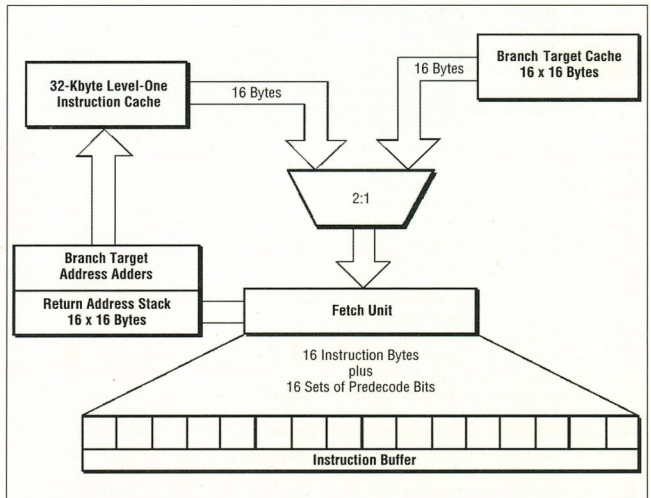 32-Kbyte Level-One
Instruction Cache
16 Bytes
16 Bytes
Branch Target Cache
16 x 16 Bytes
2:1
Branch Target
Address Adders
Return Address Stack
16 x 16 Bytes
Fetch Unit
16 Instruction Bytes
plus
16 Sets of Predecode Bits
Instruction Buffer